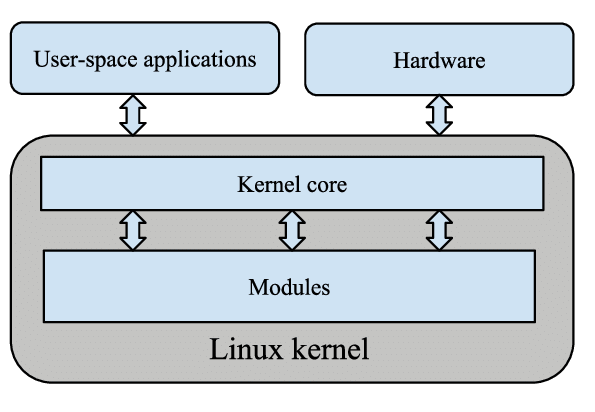 User-space applications
Hardware
Kernel core
Modules
Linux kernel